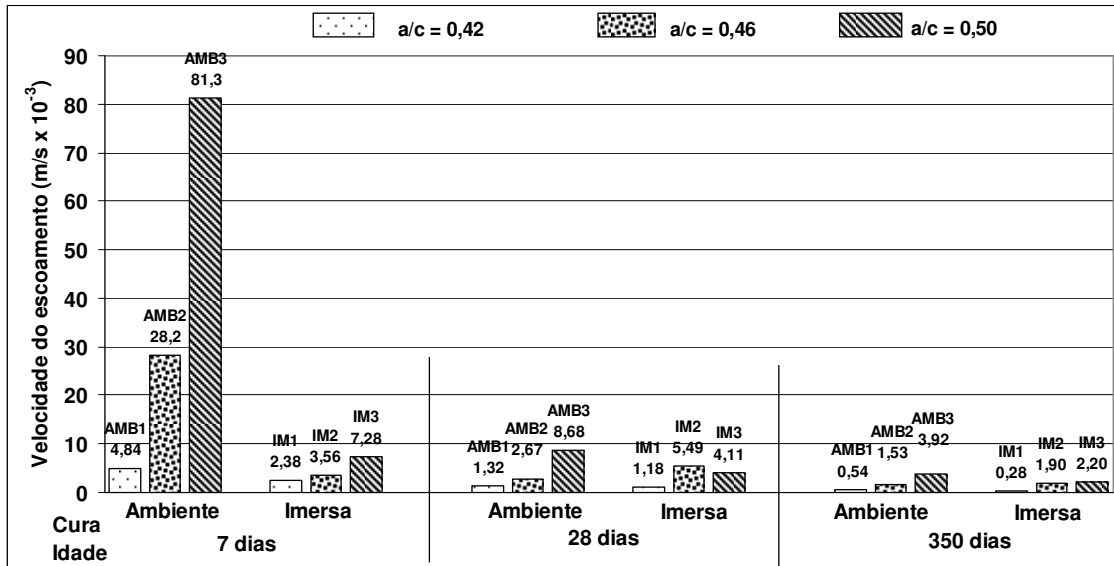 a/c = 0,42 a/c = 0,46 a/c = 0,50
Velocidade do escoamento (m/s x 10⁻³)
90
80
70
60
50
40
30
20
10
0
AMB1
4,84
AMB2
28,2
AMB3
81,3
IM1
2,38
IM2
3,56
IM3
7,28
AMB1
1,32
AMB2
2,67
AMB3
8,68
IM1
1,18
IM2
5,49
IM3
4,11
AMB1
0,54
AMB2
1,53
AMB3
3,92
IM1
0,28
IM2
1,90
IM3
2,20
Cura Ambiente Imersa Ambiente Imersa Ambiente Imersa
Idade 7 dias 28 dias 350 dias